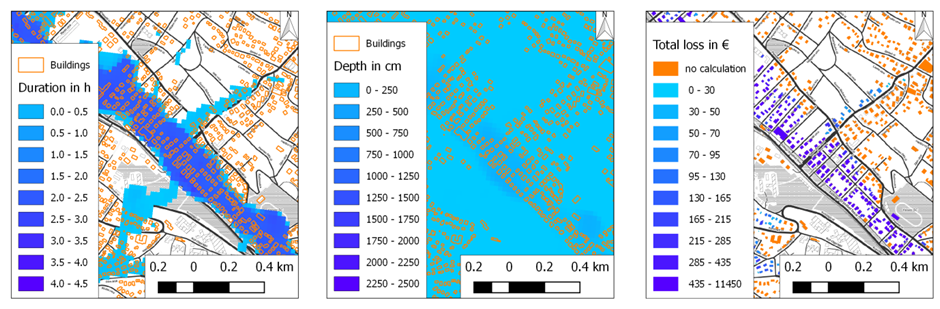 N
Buildings
Duration in h
0.0 - 0.5
0.5 - 1.0
1.0 - 1.5
1.5 - 2.0
2.0 - 2.5
2.5 - 3.0
3.0 - 3.5
3.5 - 4.0
4.0 - 4.5
0.2 0 0.2 0.4 km
N
Buildings
Depth in cm
0 - 250
250 - 500
500 - 750
750 - 1000
1000 - 1250
1250 - 1500
1500 - 1750
1750 - 2000
2000 - 2250
2250 - 2500
0.2 0 0.2 0.4 km
N
Total loss in €
no calculation
0 - 30
30 - 50
50 - 70
70 - 95
95 - 130
130 - 165
165 - 215
215 - 285
285 - 435
435 - 11450
0.2 0 0.2 0.4 km